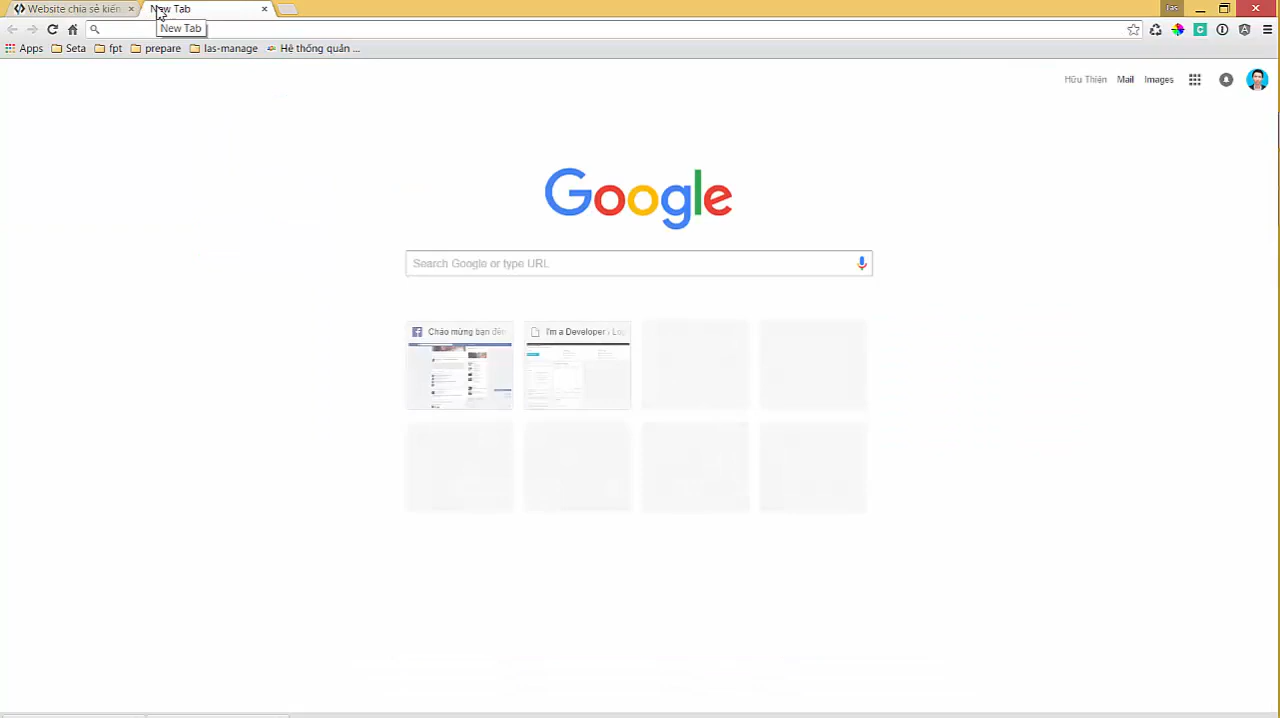 Website chia sẻ kiến
New Tab
las
New Tab
Apps Seta fpt prepare las-manage Hệ thống quản ...
Hữu Thiên Mail Images
Google
Search Google or type URL
Chào mừng bạn đến I'm a Developer | Lo